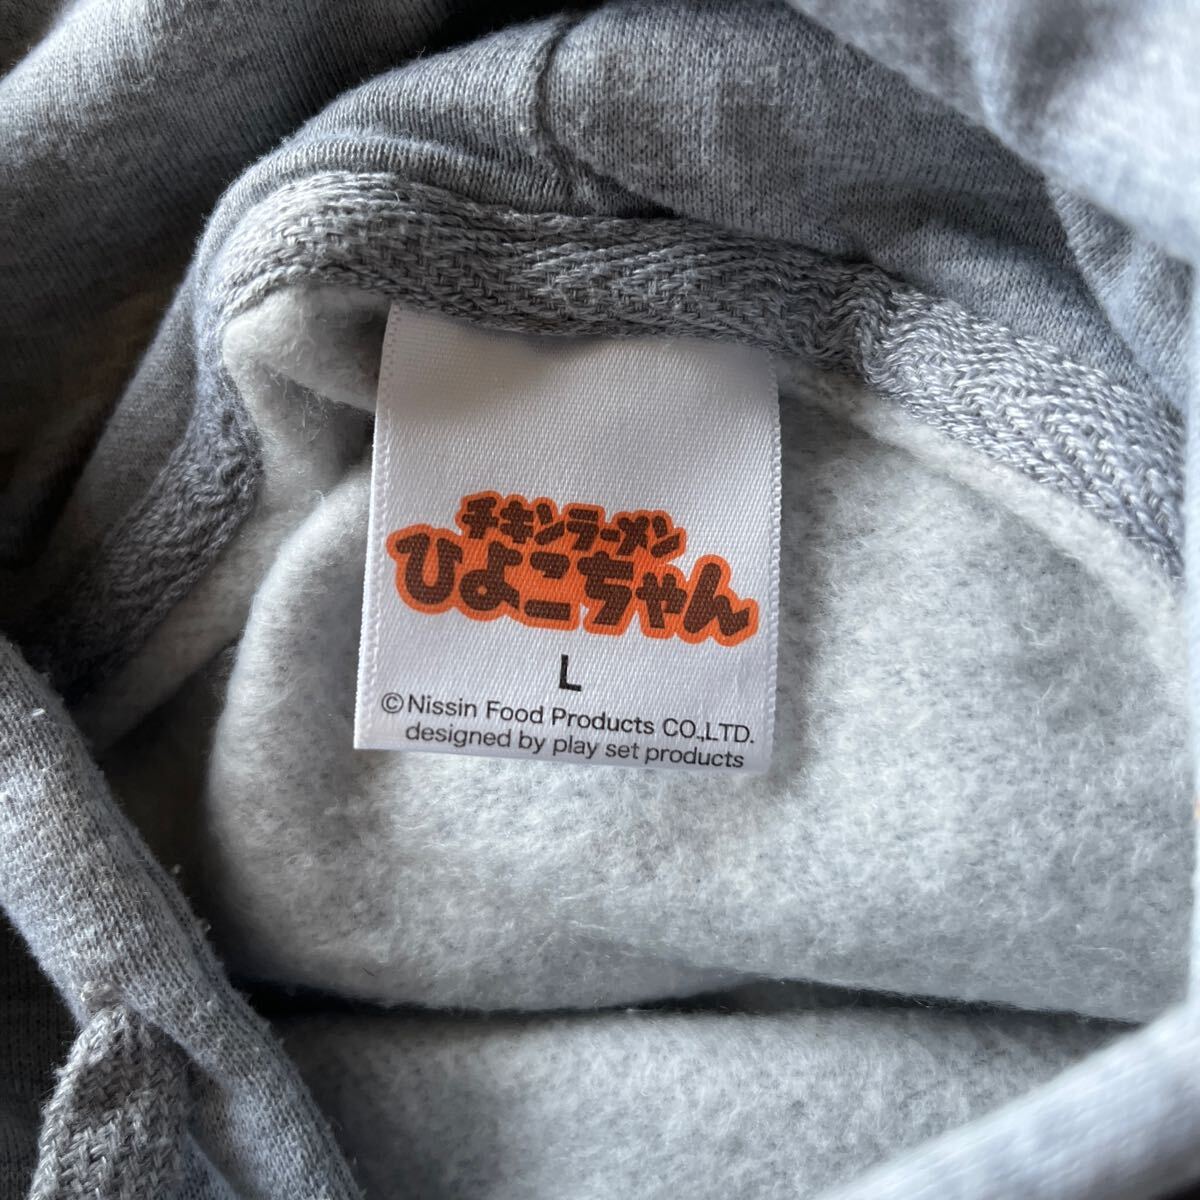 チキンラーメン
ひよこちゃん
L
©Nissin Food Products CO.,LTD.
designed by play set products